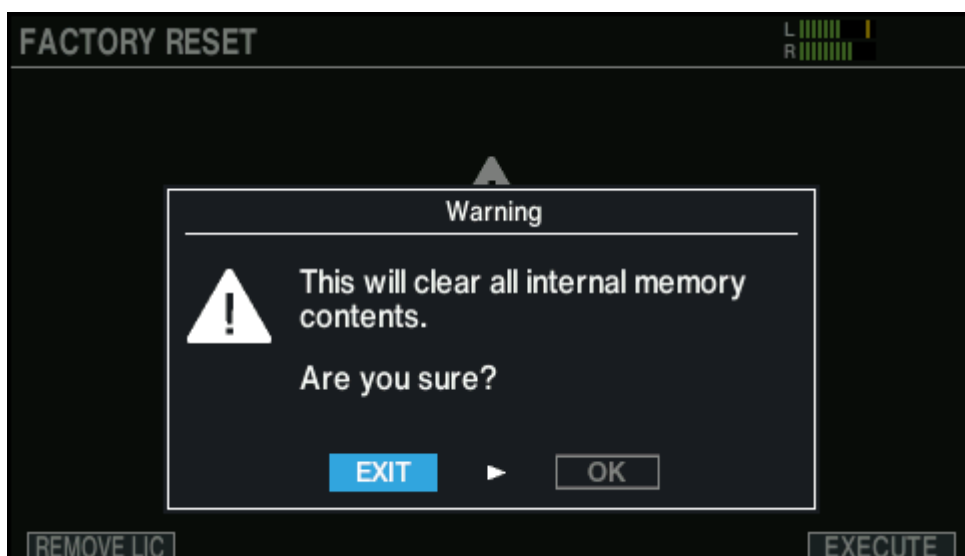 FACTORY RESET
L
R
Warning
This will clear all internal memory
contents.
Are you sure?
EXIT
OK
REMOVE LIC
EXECUTE